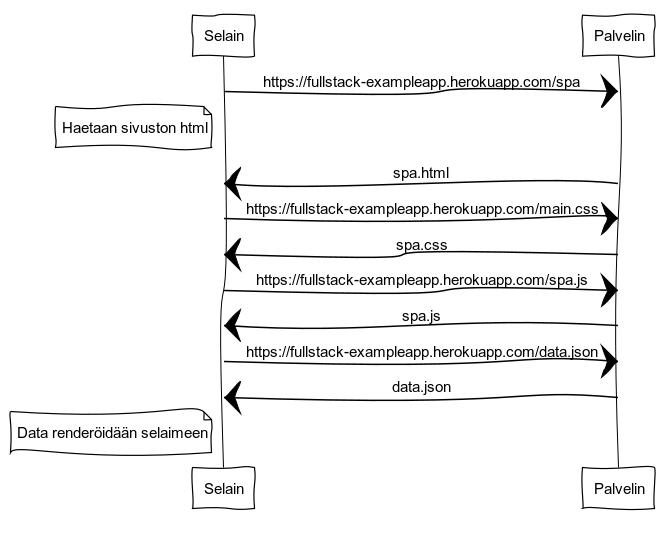 Selain
Palvelin
https://fullstack-exampleapp.herokuapp.com/spa
Haetaan sivuston html
spa.html
https://fullstack-exampleapp.herokuapp.com/main.css
spa.css
https://fullstack-exampleapp.herokuapp.com/spa.js
spa.js
https://fullstack-exampleapp.herokuapp.com/data.json
data.json
Data renderöidään selaimeen
Selain
Palvelin